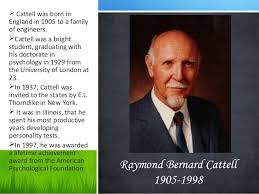 ➢ Cattell was born in
England in 1905 to a family
of engineers.
➢Cattell was a bright
student, graduating with
his doctorate in
psychology in 1929 from
the University of London at
23.
➢In 1937, Cattell was
invited to the states by E.L.
Thorndike in New York.
➢ It was in Illinois, that he
spent his most productive
years developing
personality tests.
➢In 1997, he was awarded
a lifetime achievement
award from the American
Psychological Foundation
Raymond Bernard Cattell
1905-1998